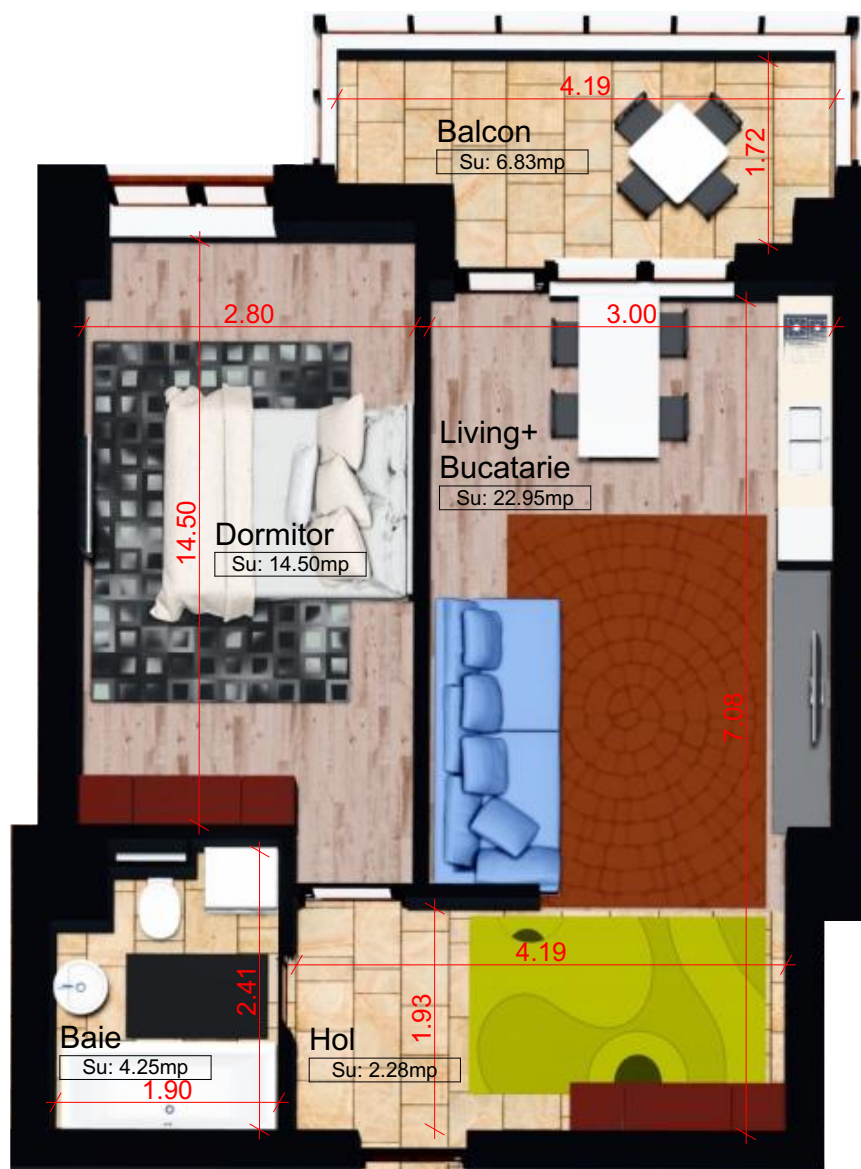 4.19
Balcon
Su: 6.83mp
1.72
2.80
3.00
Living+
Bucatarie
Su: 22.95mp
14.50
Dormitor
Su: 14.50mp
7.08
4.19
2.41
1.93
Baie
Su: 4.25mp
Hol
Su: 2.28mp
1.90